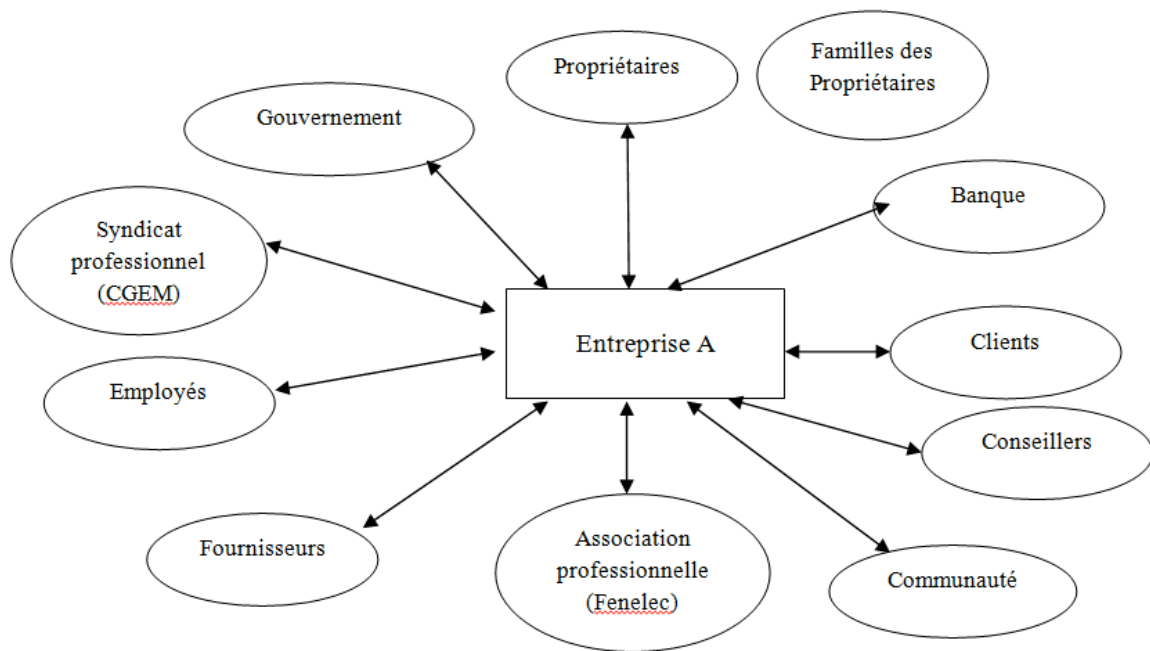 Familles des
Propriétaires
Propriétaires
Gouvernement
Banque
Syndicat
professionnel
(CGEM)
Entreprise A
Clients
Employés
Conseillers
Fournisseurs
Association
professionnelle
(Fenelec)
Communauté